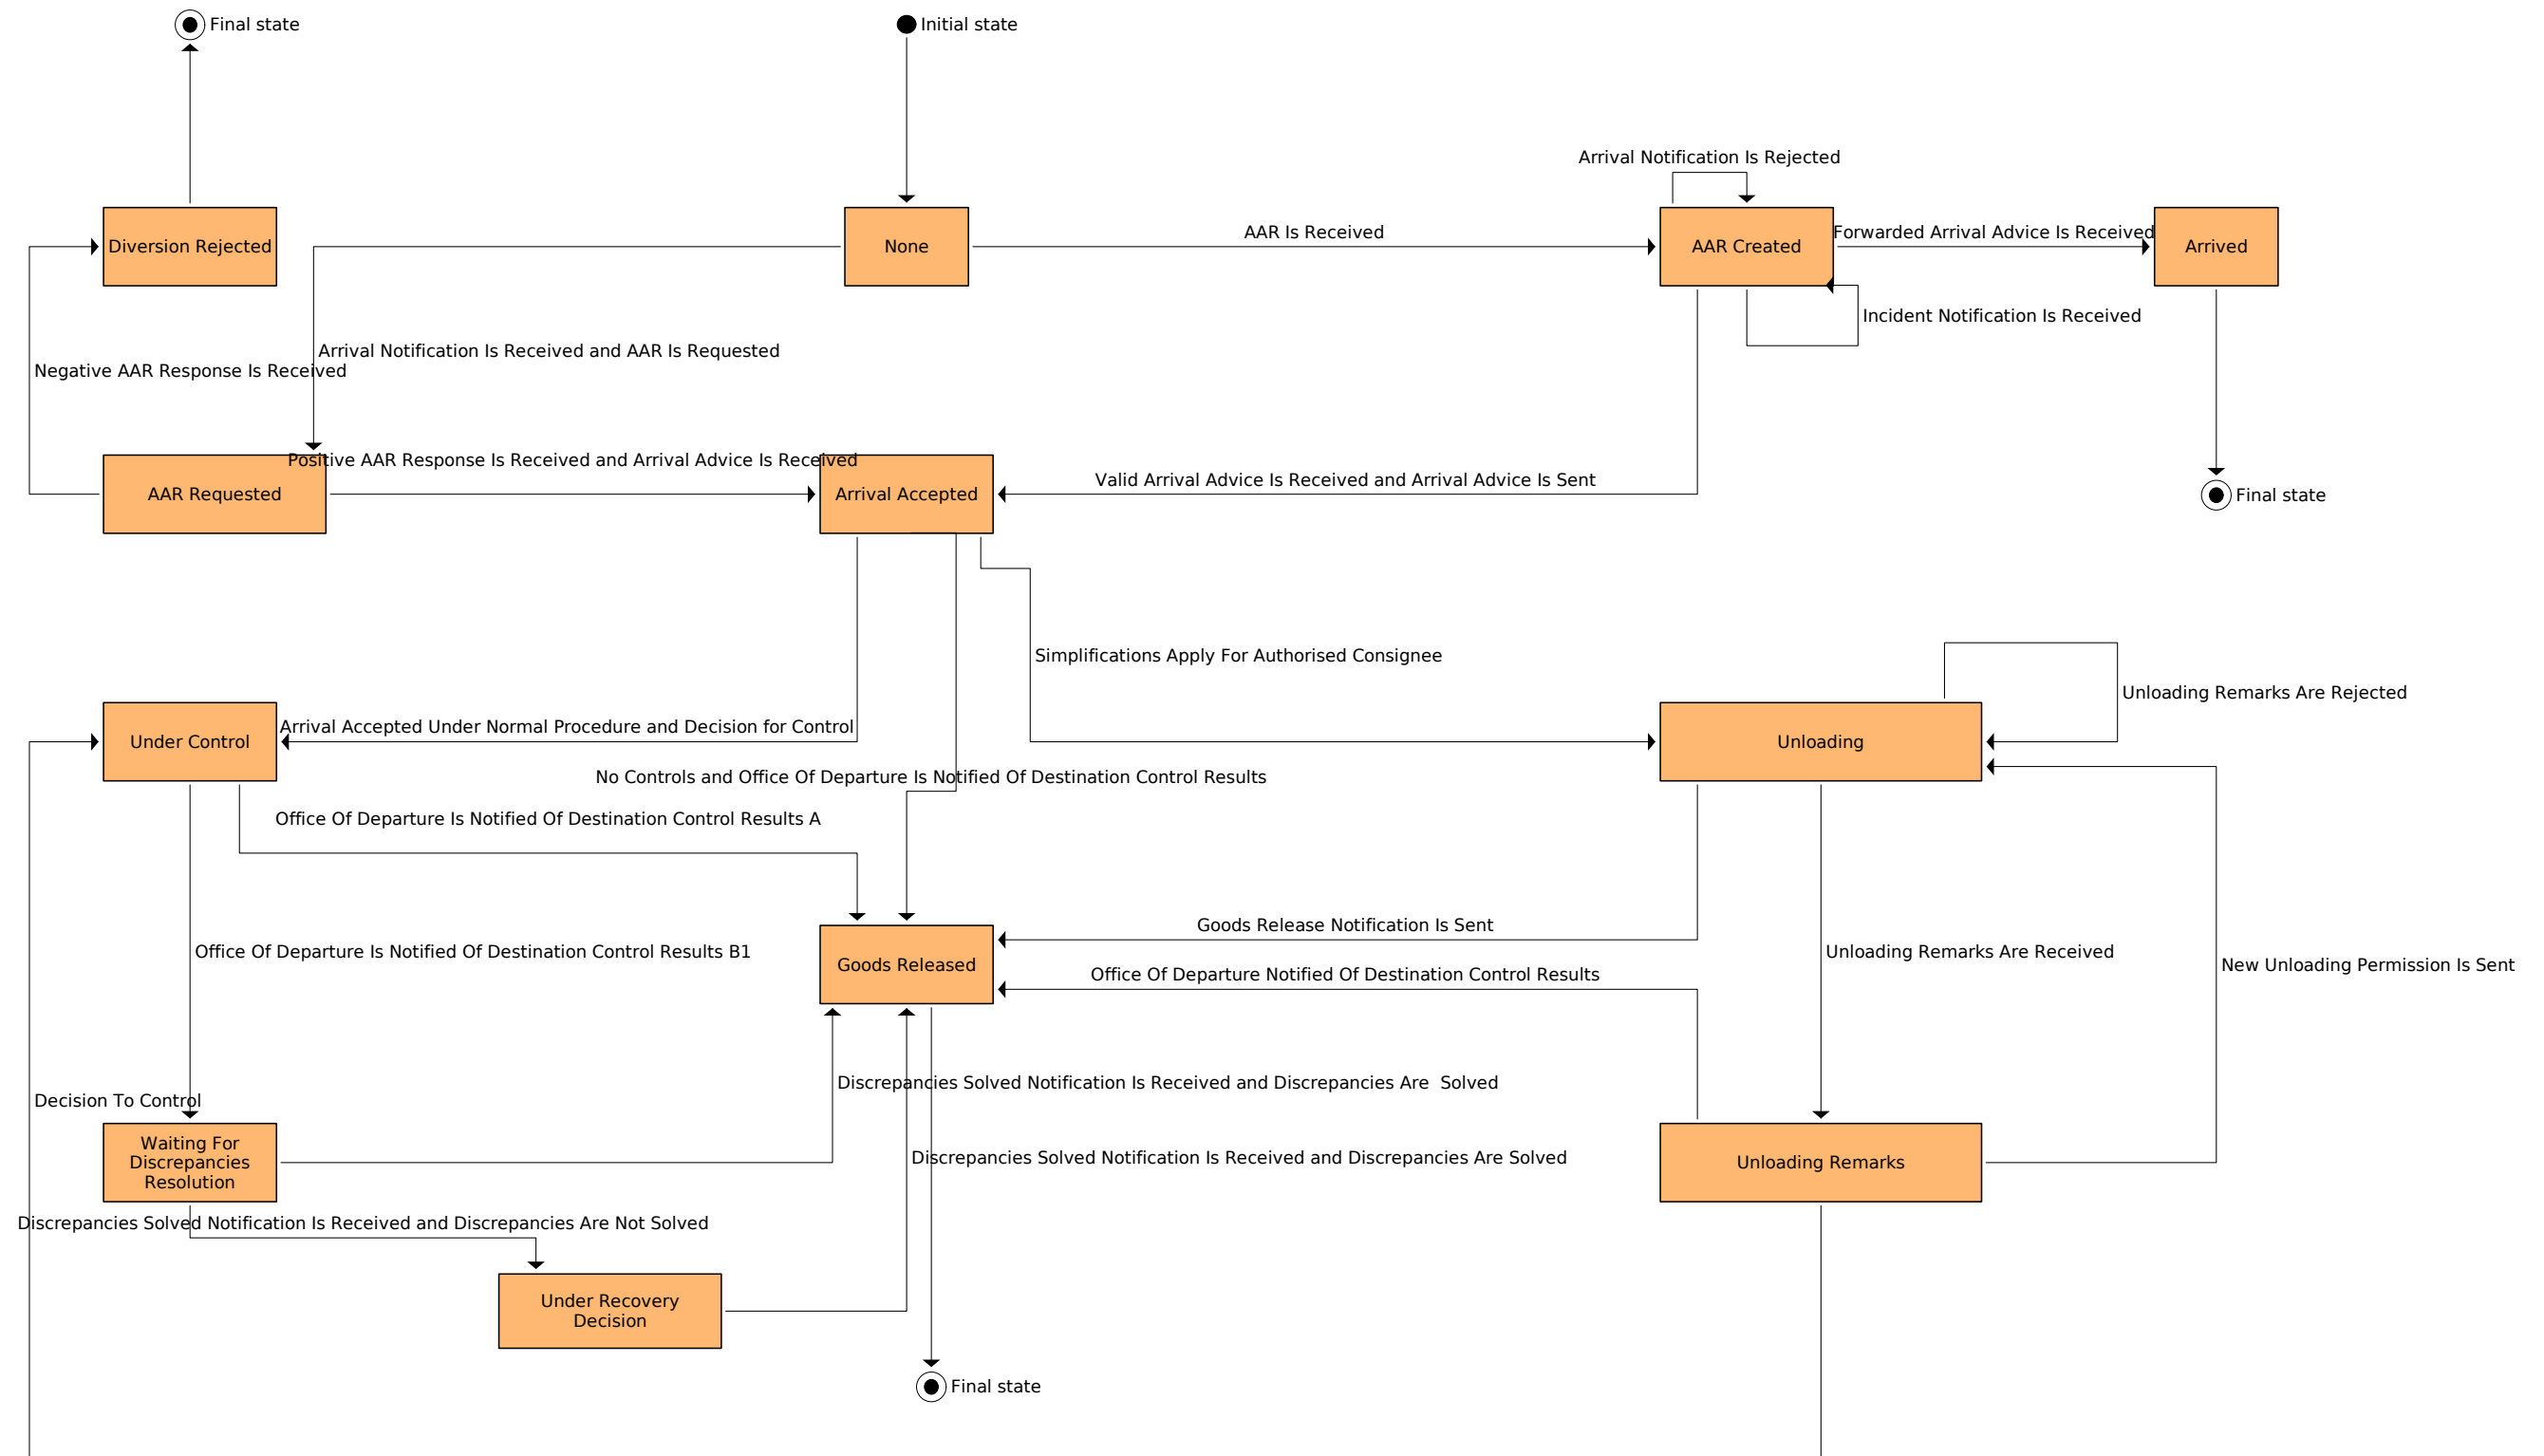 Final state
Initial state
Arrival Notification Is Rejected
Diversion Rejected
None
AAR Is Received
AAR Created
Forwarded Arrival Advice Is Received
Arrived
Incident Notification Is Received
Arrival Notification Is Received and AAR Is Requested
Negative AAR Response Is Received
Positive AAR Response Is Received and Arrival Advice Is Received
AAR Requested
Arrival Accepted
Valid Arrival Advice Is Received and Arrival Advice Is Sent
Final state
Simplifications Apply For Authorised Consignee
Unloading Remarks Are Rejected
Arrival Accepted Under Normal Procedure and Decision for Control
Under Control
Unloading
No Controls and Office Of Departure Is Notified Of Destination Control Results
Office Of Departure Is Notified Of Destination Control Results A
Goods Release Notification Is Sent
Office Of Departure Is Notified Of Destination Control Results B1
Goods Released
Unloading Remarks Are Received
New Unloading Permission Is Sent
Office Of Departure Notified Of Destination Control Results
Discrepancies Solved Notification Is Received and Discrepancies Are  Solved
Decision To Control
Waiting For
Discrepancies
Resolution
Discrepancies Solved Notification Is Received and Discrepancies Are Solved
Unloading Remarks
Discrepancies Solved Notification Is Received and Discrepancies Are Not Solved
Under Recovery
Decision
Final state